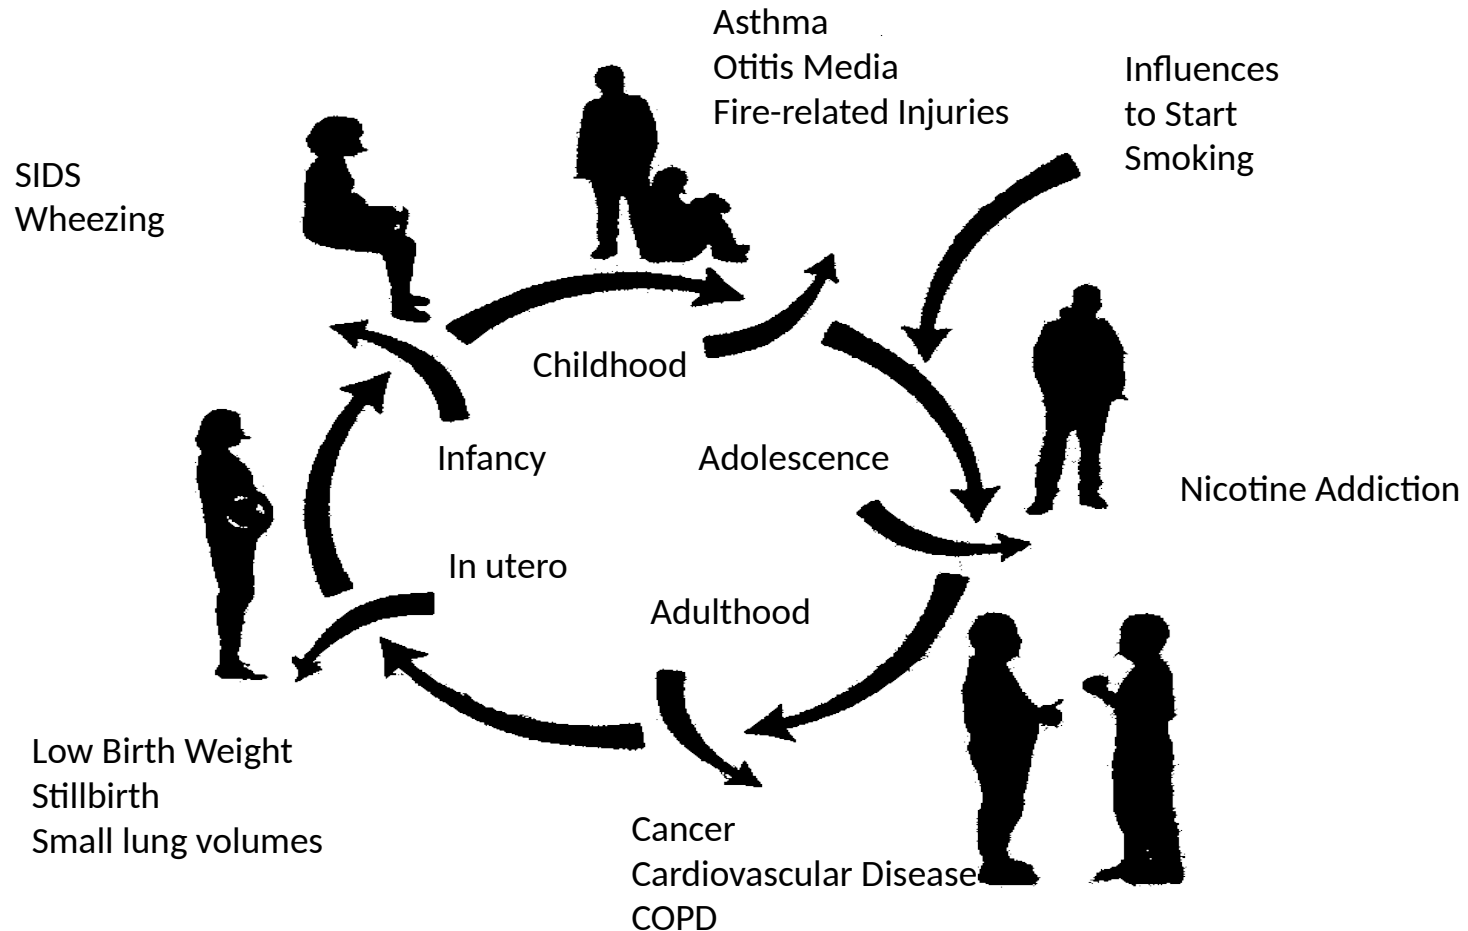 Asthma
Otitis Media
Fire-related Injuries
Influences
to Start
Smoking
SIDS
Wheezing
Childhood
Infancy
Adolescence
Nicotine Addiction
In utero
Adulthood
Low Birth Weight
Stillbirth
Small lung volumes
Cancer
Cardiovascular Disease
COPD